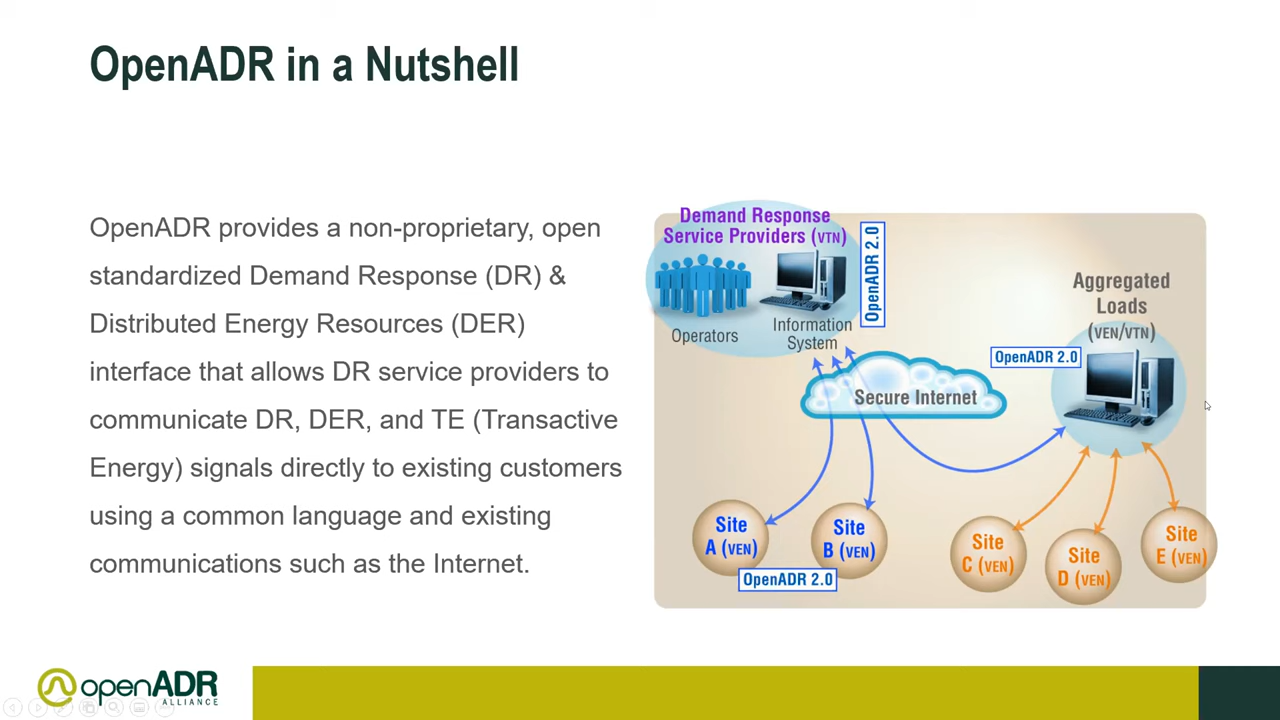 OpenADR in a Nutshell
OpenADR provides a non-proprietary, open
standardized Demand Response (DR) &
Distributed Energy Resources (DER)
interface that allows DR service providers to
communicate DR, DER, and TE (Transactive
Energy) signals directly to existing customers
using a common language and existing
communications such as the Internet.
Demand Response
Service Providers (VTN)
OpenADR 2.0
Operators
Information
System
Aggregated
Loads
(VEN/VTN)
OpenADR 2.0
Secure Internet
Site
A (VEN)
Site
B (VEN)
OpenADR 2.0
Site
C (VEN)
Site
D (VEN)
Site
E (VEN)
openADR
ALLIANCE